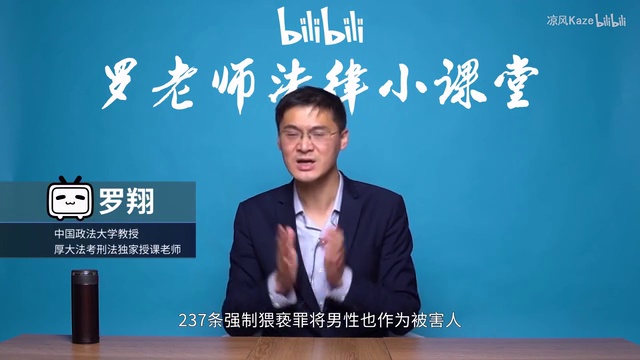 凉风Kaze bilibili
bilibili
罗老师法律小课堂
罗翔
中国政法大学教授
厚大法考刑法独家授课老师
237条强制猥亵罪将男性也作为被害人